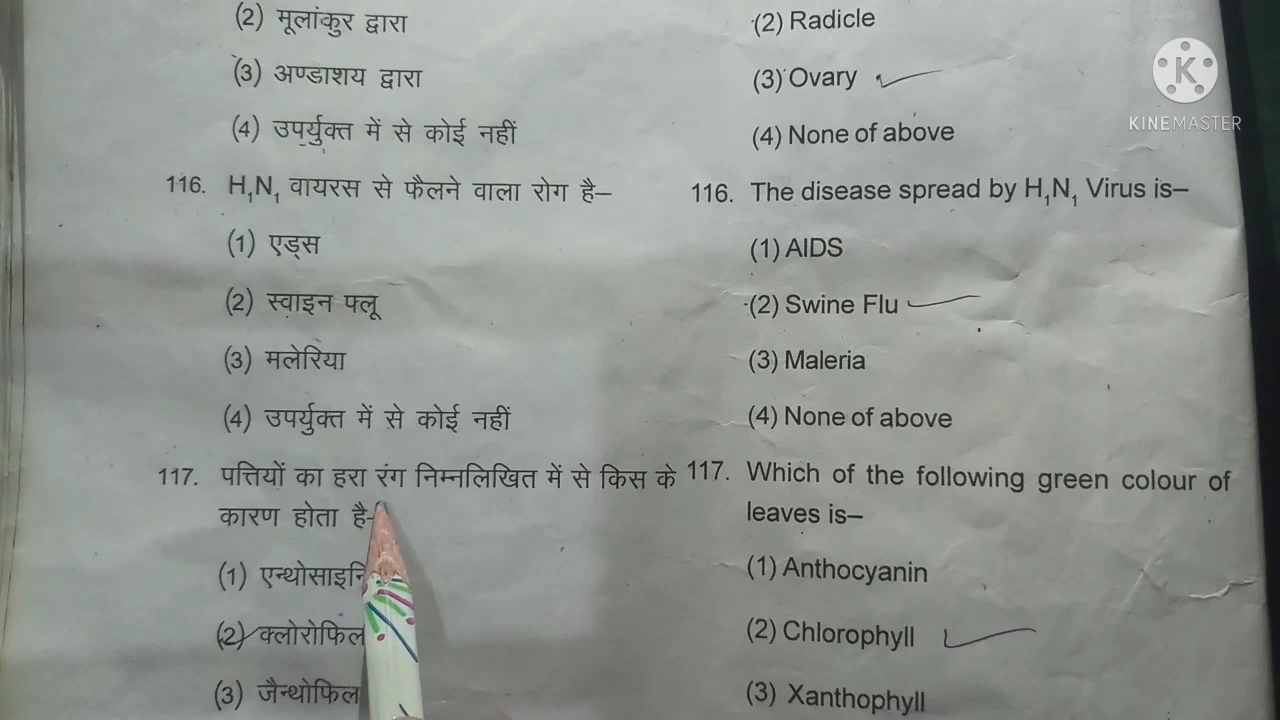 (2) मूलांकुर द्वारा
(3) अण्डाशय द्वारा
(4) उपर्युक्त में से कोई नहीं
116. H₁N₁ वायरस से फैलने वाला रोग है–
(1) एड्स
(2) स्वाइन फ्लू
(3) मलेरिया
(4) उपर्युक्त में से कोई नहीं
117. पत्तियों का हरा रंग निम्नलिखित में से किस के
कारण होता है–
(1)
(2) क्लोरोफिल
(3) जैन्थोफिल
(2) Radicle
(3) Ovary
(4) None of above
116. The disease spread by H₁N₁ Virus is–
(1) AIDS
(2) Swine Flu
(3) Maleria
(4) None of above
117. Which of the following green colour of
leaves is–
(1) Anthocyanin
(2) Chlorophyll
(3) Xanthophyll
K
KINEMASTER